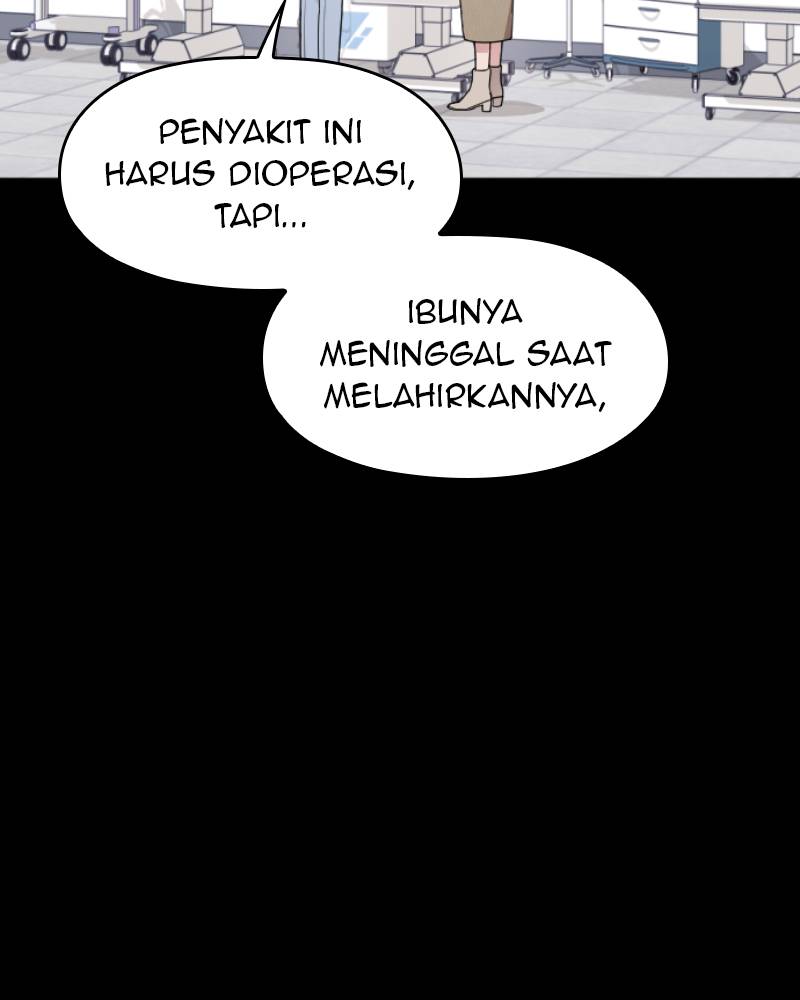 PENYAKIT INI
HARUS DIOPERASI,
TAPI...
IBUNYA
MENINGGAL SAAT
MELAHIRKANNYA,